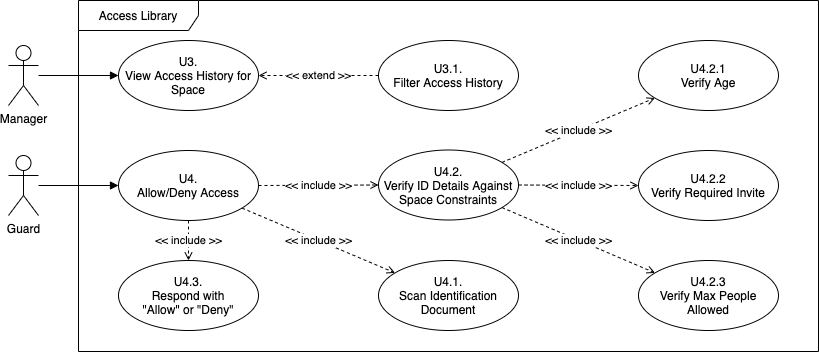 Access Library
U3.
View Access History for
Space
<< extend >>
U3.1.
Filter Access History
U4.2.1
Verify Age
Manager
<< include >>
U4.
Allow/Deny Access
<< include >>
U4.2.
Verify ID Details Against
Space Constraints
<< include >>
U4.2.2
Verify Required Invite
Guard
<< include >>
<< include >>
<< include >>
U4.3.
Respond with
"Allow" or "Deny"
U4.1.
Scan Identification
Document
U4.2.3
Verify Max People
Allowed